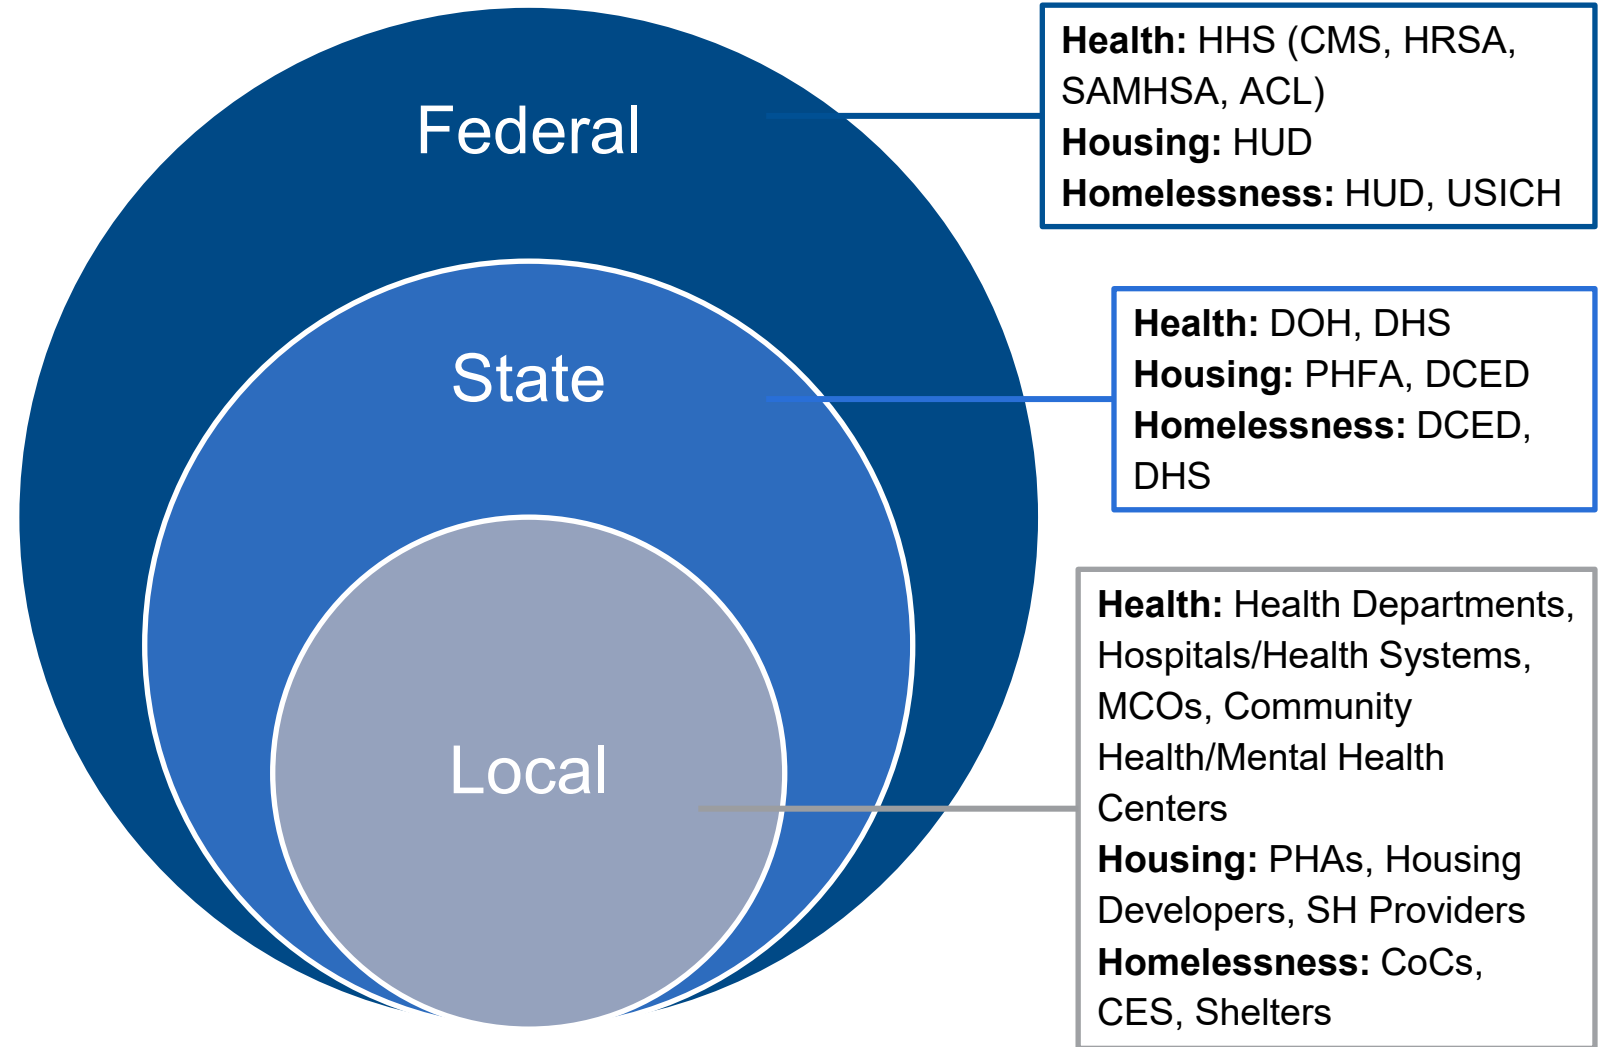 Federal
Health: HHS (CMS, HRSA,
SAMHSA, ACL)
Housing: HUD
Homelessness: HUD, USICH
State
Health: DOH, DHS
Housing: PHFA, DCED
Homelessness: DCED,
DHS
Local
Health: Health Departments,
Hospitals/Health Systems,
MCOs, Community
Health/Mental Health
Centers
Housing: PHAs, Housing
Developers, SH Providers
Homelessness: CoCs,
CES, Shelters